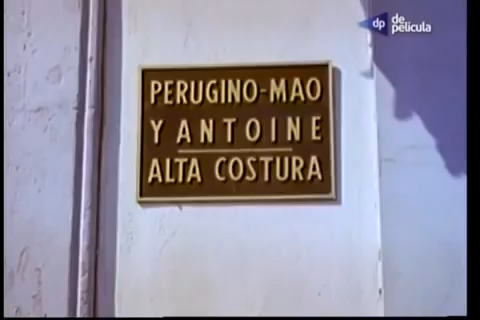 dp de
película
PERUGINO-MAO
Y ANTOINE
ALTA COSTURA